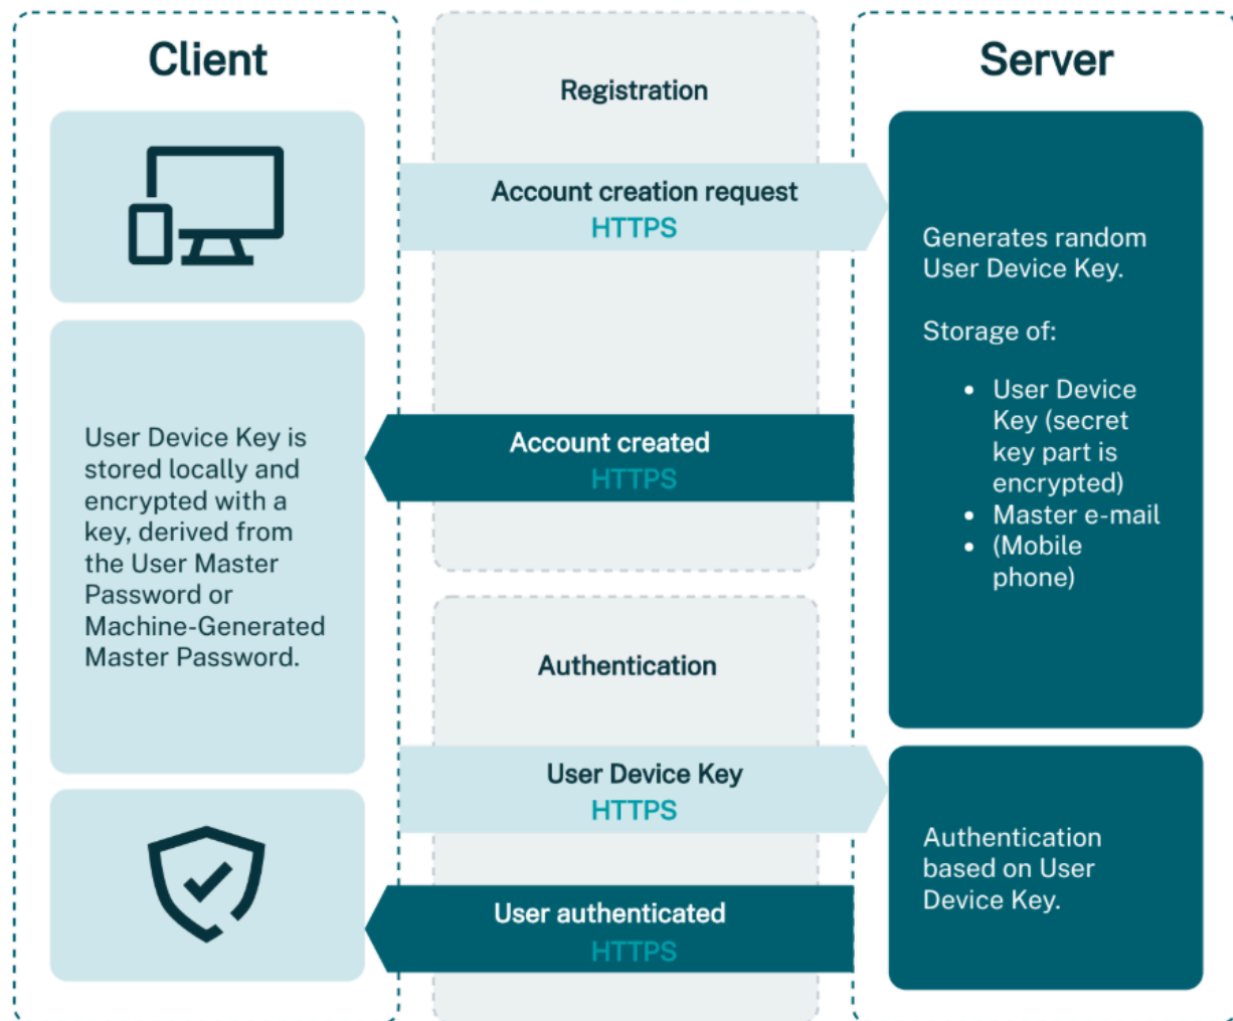 Client
Registration
Server
Account creation request
HTTPS
Generates random
User Device Key.
Storage of:
• User Device
Key (secret
key part is
encrypted)
• Master e-mail
• (Mobile
phone)
User Device Key is
stored locally and
encrypted with a
key, derived from
the User Master
Password or
Machine-Generated
Master Password.
Account created
HTTPS
Authentication
User Device Key
HTTPS
Authentication
based on User
Device Key.
User authenticated
HTTPS